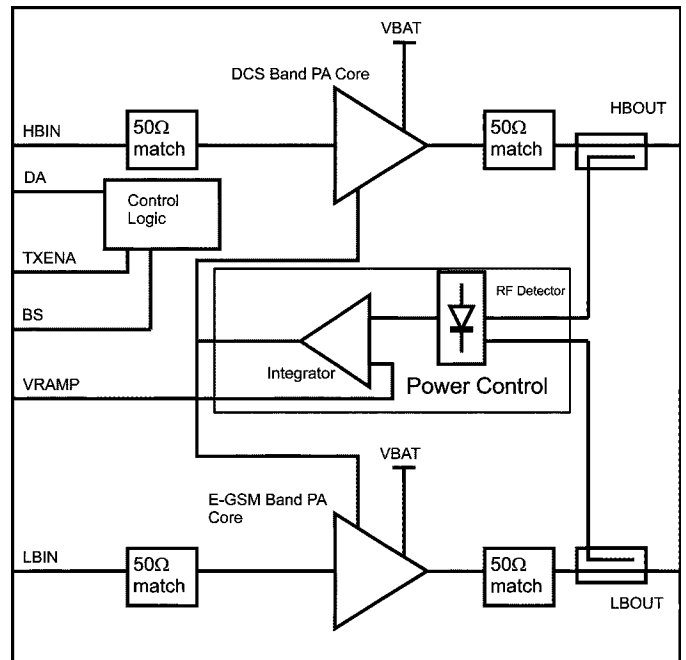 VBAT
DCS Band PA Core
HBIN
50Ω
match
50Ω
match
HBOUT
DA
Control
Logic
TXENA
BS
RF Detector
Integrator
Power Control
VRAMP
VBAT
E-GSM Band PA
Core
LBIN
50Ω
match
50Ω
match
LBOUT